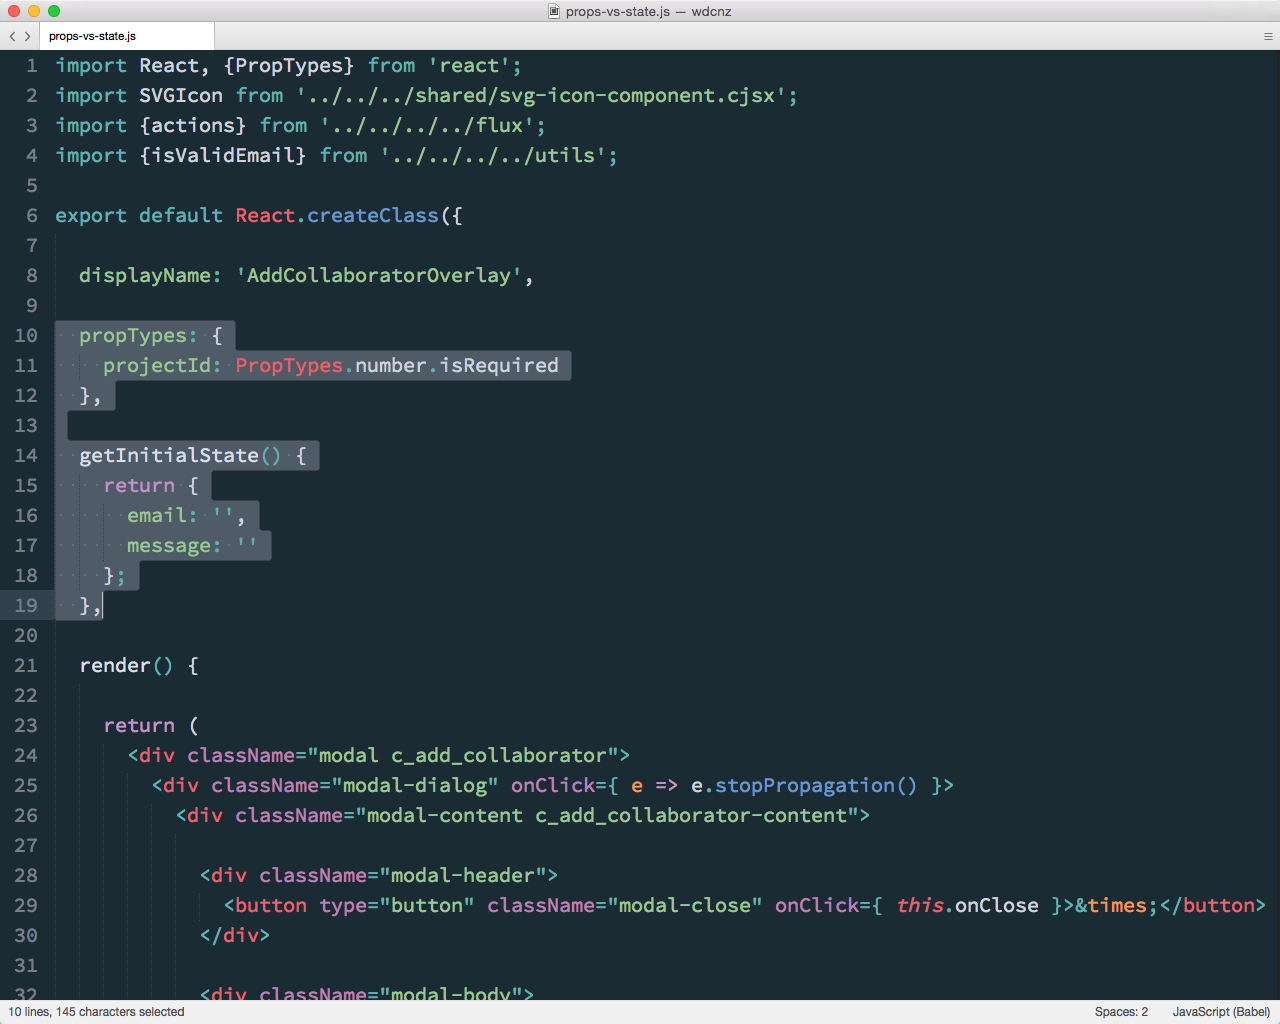 props-vs-state.js — wdcnz
props-vs-state.js
1 import React, {PropTypes} from 'react';
2 import SVGIcon from '../../../shared/svg-icon-component.cjsx';
3 import {actions} from '../../../../flux';
4 import {isValidEmail} from '../../../../utils';
5
6 export default React.createClass({
7
8 displayName: 'AddCollaboratorOverlay',
9
10 propTypes: {
11 projectId: PropTypes.number.isRequired
12 },
13
14 getInitialState() {
15 return {
16 email: '',
17 message: ''
18 };
19 },
20
21 render() {
22
23 return (
24 <div className="modal c_add_collaborator">
25 <div className="modal-dialog" onClick={ e => e.stopPropagation() }>
26 <div className="modal-content c_add_collaborator-content">
27
28 <div className="modal-header">
29 <button type="button" className="modal-close" onClick={ this.onClose }>&times;</button>
30 </div>
31
32 <div className="modal-body">
10 lines, 145 characters selected Spaces: 2 JavaScript (Babel)